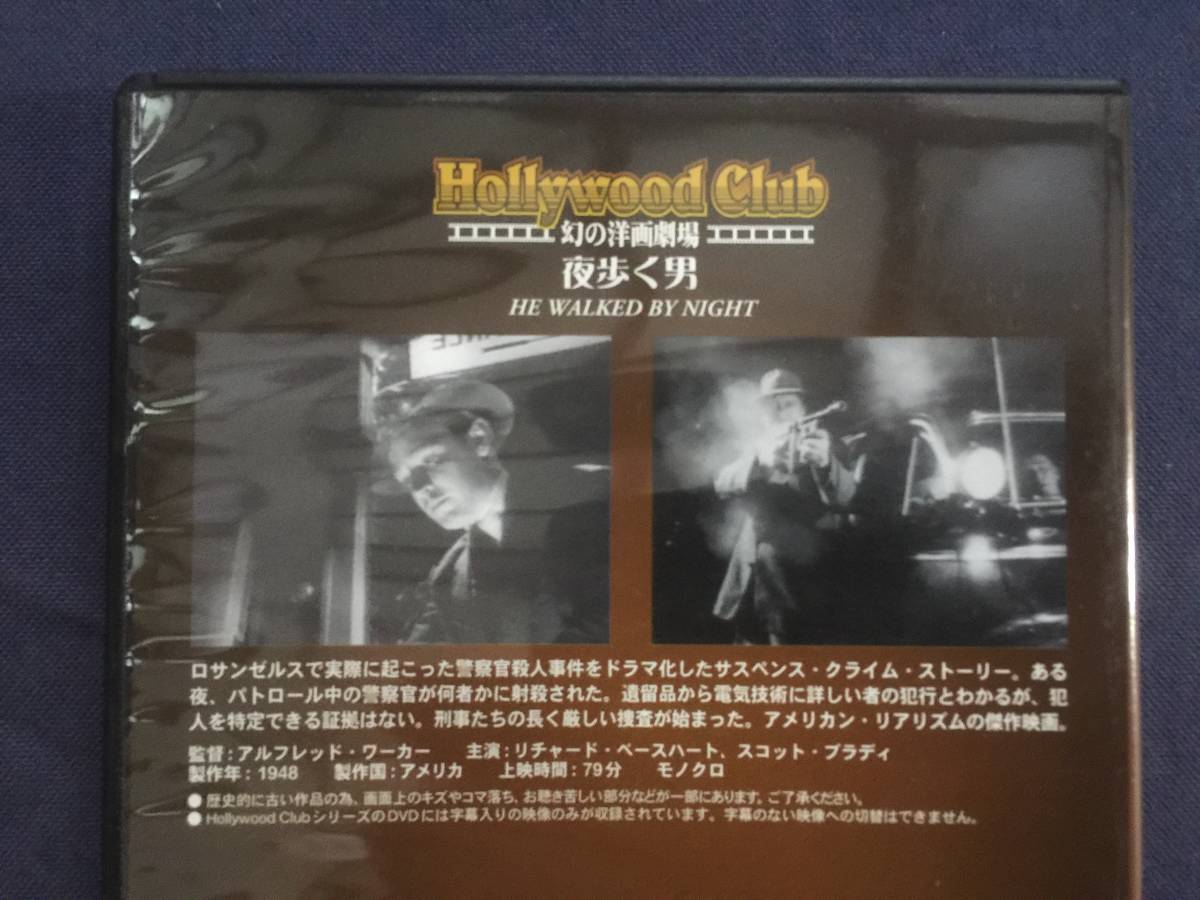 Hollywood Club
幻の洋画劇場
夜歩く男
HE WALKED BY NIGHT
ロサンゼルスで実際に起こった警察官殺人事件をドラマ化したサスペンス・クライム・ストーリー。ある
夜、パトロール中の警察官が何者かに射殺された。遺留品から電気技術に詳しい者の犯行とわかるが、犯
人を特定できる証拠はない。刑事たちの長く厳しい捜査が始まった。アメリカン・リアリズムの傑作映画。
監督:アルフレッド・ワーカー 主演:リチャード・ベースハート、スコット・ブラディ
製作年:1948 製作国:アメリカ 上映時間:79分 モノクロ
●歴史的に古い作品の為、画面上のキズやコマ落ち、お聴き苦しい部分などが一部にあります。ご了承ください。
●Hollywood ClubシリーズのDVDには字幕入りの映像のみが収録されています。字幕のない映像への切替はできません。